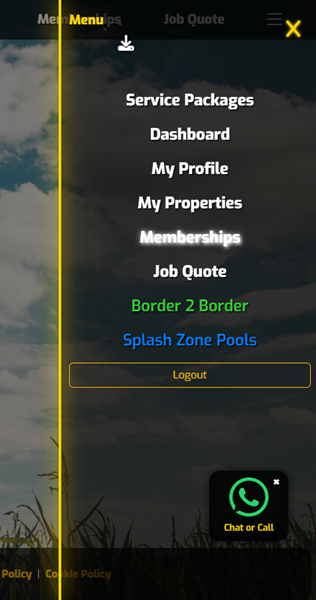 Memberships Job Quote
Menu
X
Service Packages
Dashboard
My Profile
My Properties
Memberships
Job Quote
Border 2 Border
Splash Zone Pools
Logout
Chat or Call
Policy | Cookie Policy